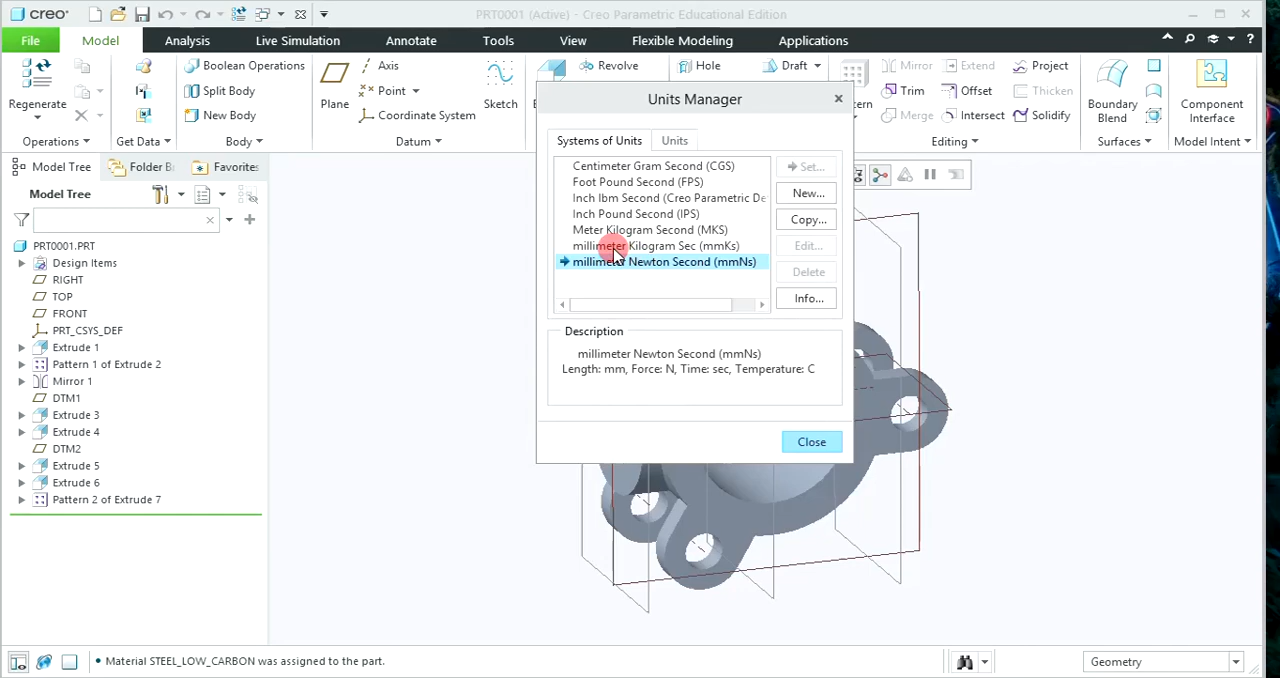 creo
PRT0001 (Active) - Creo Parametric Educational Edition
File Model Analysis Live Simulation Annotate Tools View Flexible Modeling Applications
Regenerate
Operations
Get Data
Boolean Operations
Split Body
New Body
Body
Plane
Axis
Point
Coordinate System
Datum
Sketch
Revolve
Hole
Draft
Mirror Extend Project
Trim Offset Thicken
Merge Intersect Solidify
Editing
Boundary Blend
Surfaces
Component Interface
Model Intent
Model Tree
Favorites
Model Tree
PRT0001.PRT
Design Items
RIGHT
TOP
FRONT
PRT_CSYS_DEF
Extrude 1
Pattern 1 of Extrude 2
Mirror 1
DTM1
Extrude 3
Extrude 4
DTM2
Extrude 5
Extrude 6
Pattern 2 of Extrude 7
Units Manager
Systems of Units Units
Centimeter Gram Second (CGS)
Foot Pound Second (FPS)
Inch lbm Second (Creo Parametric De
Inch Pound Second (IPS)
Meter Kilogram Second (MKS)
millimeter Kilogram Sec (mmKs)
millimeter Newton Second (mmNs)
Set...
New...
Copy...
Edit...
Delete
Info...
Description
millimeter Newton Second (mmNs)
Length: mm, Force: N, Time: sec, Temperature: C
Close
• Material STEEL_LOW_CARBON was assigned to the part.
Geometry